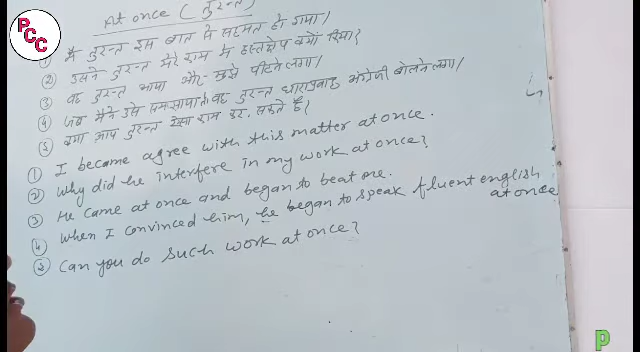 PCC
At once (तुरन्त)
① मैं तुरन्त इस बात से सहमत हो गया।
② उसने तुरन्त मेरे काम में हस्तक्षेप क्यों किया?
③ वह तुरन्त आया और मुझे पीटने लगा।
④ जब मैंने उसे समझाया तो वह तुरन्त धाराप्रवाह अंग्रेजी बोलने लगा।
⑤ क्या आप तुरन्त ऐसा काम कर सकते हैं।
① I became agree with this matter at once.
② Why did he interfere in my work at once?
③ He came at once and began to beat me.
④ When I convinced him, he began to speak fluent english at once
⑤ Can you do such work at once?
p